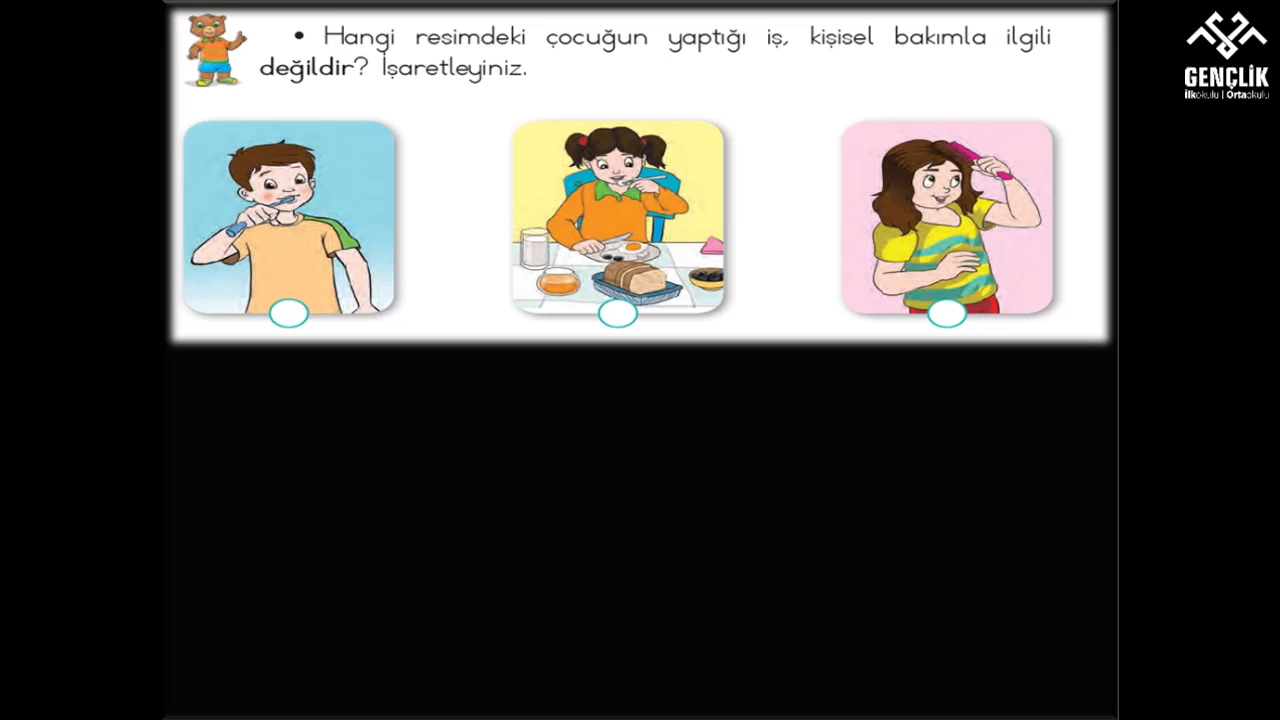 • Hangi resimdeki çocuğun yaptığı iş, kişisel bakımla ilgili
değildir? İşaretleyiniz.
GENÇLİK
İlkokulu | Ortaokulu